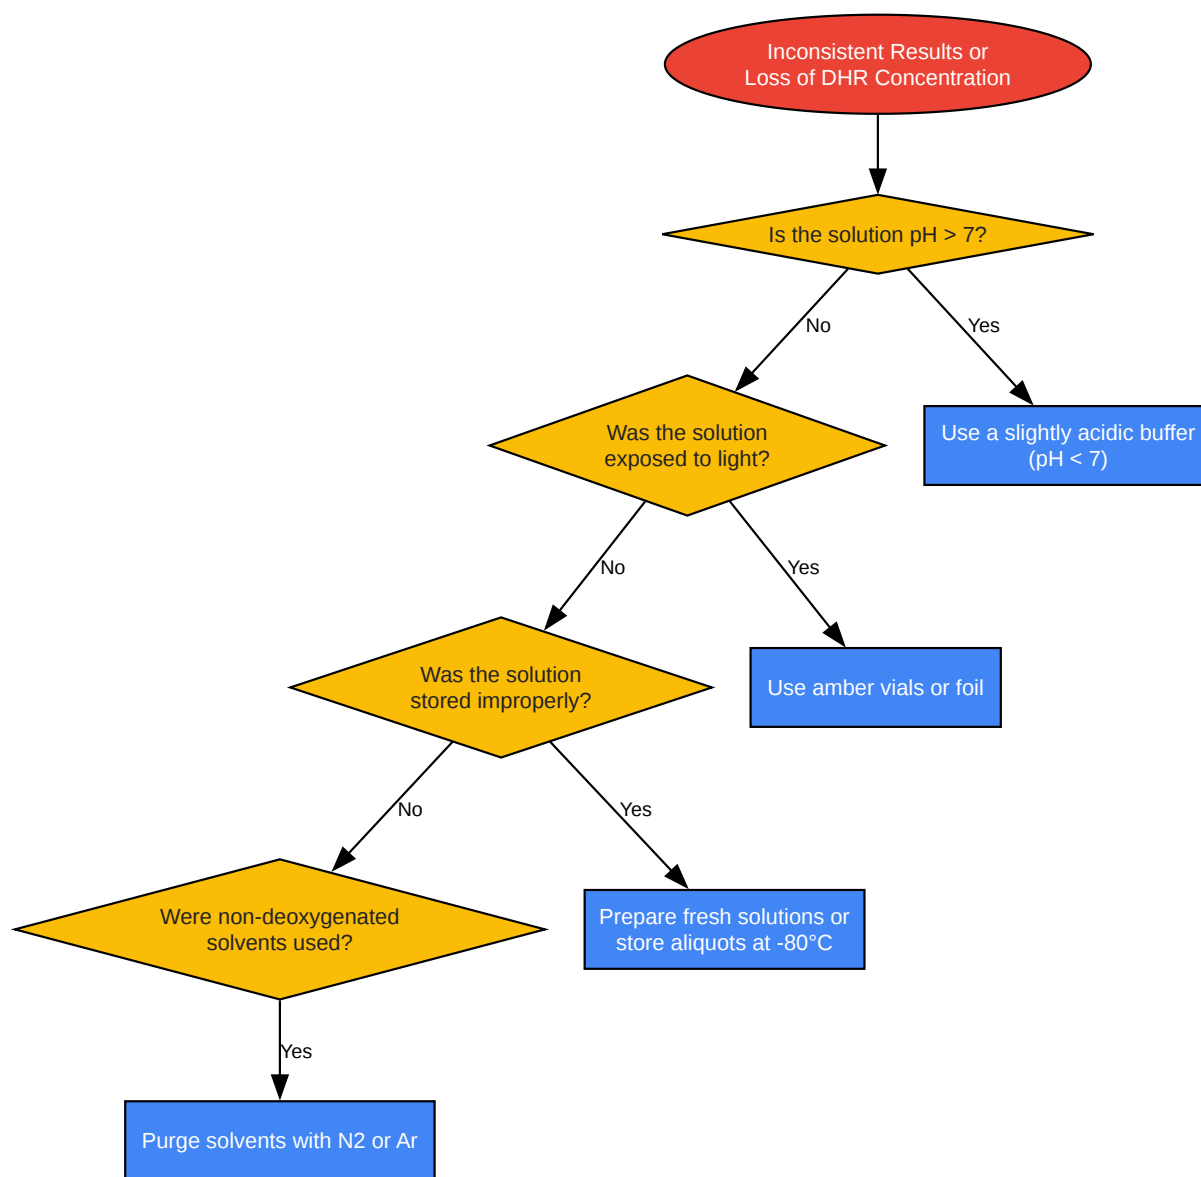 Inconsistent Results or
Loss of DHR Concentration
Is the solution pH > 7?
No
Yes
Was the solution
exposed to light?
Use a slightly acidic buffer
(pH < 7)
No
Yes
Was the solution
stored improperly?
Use amber vials or foil
No
Yes
Were non-deoxygenated
solvents used?
Prepare fresh solutions or
store aliquots at -80°C
Yes
Purge solvents with N2 or Ar